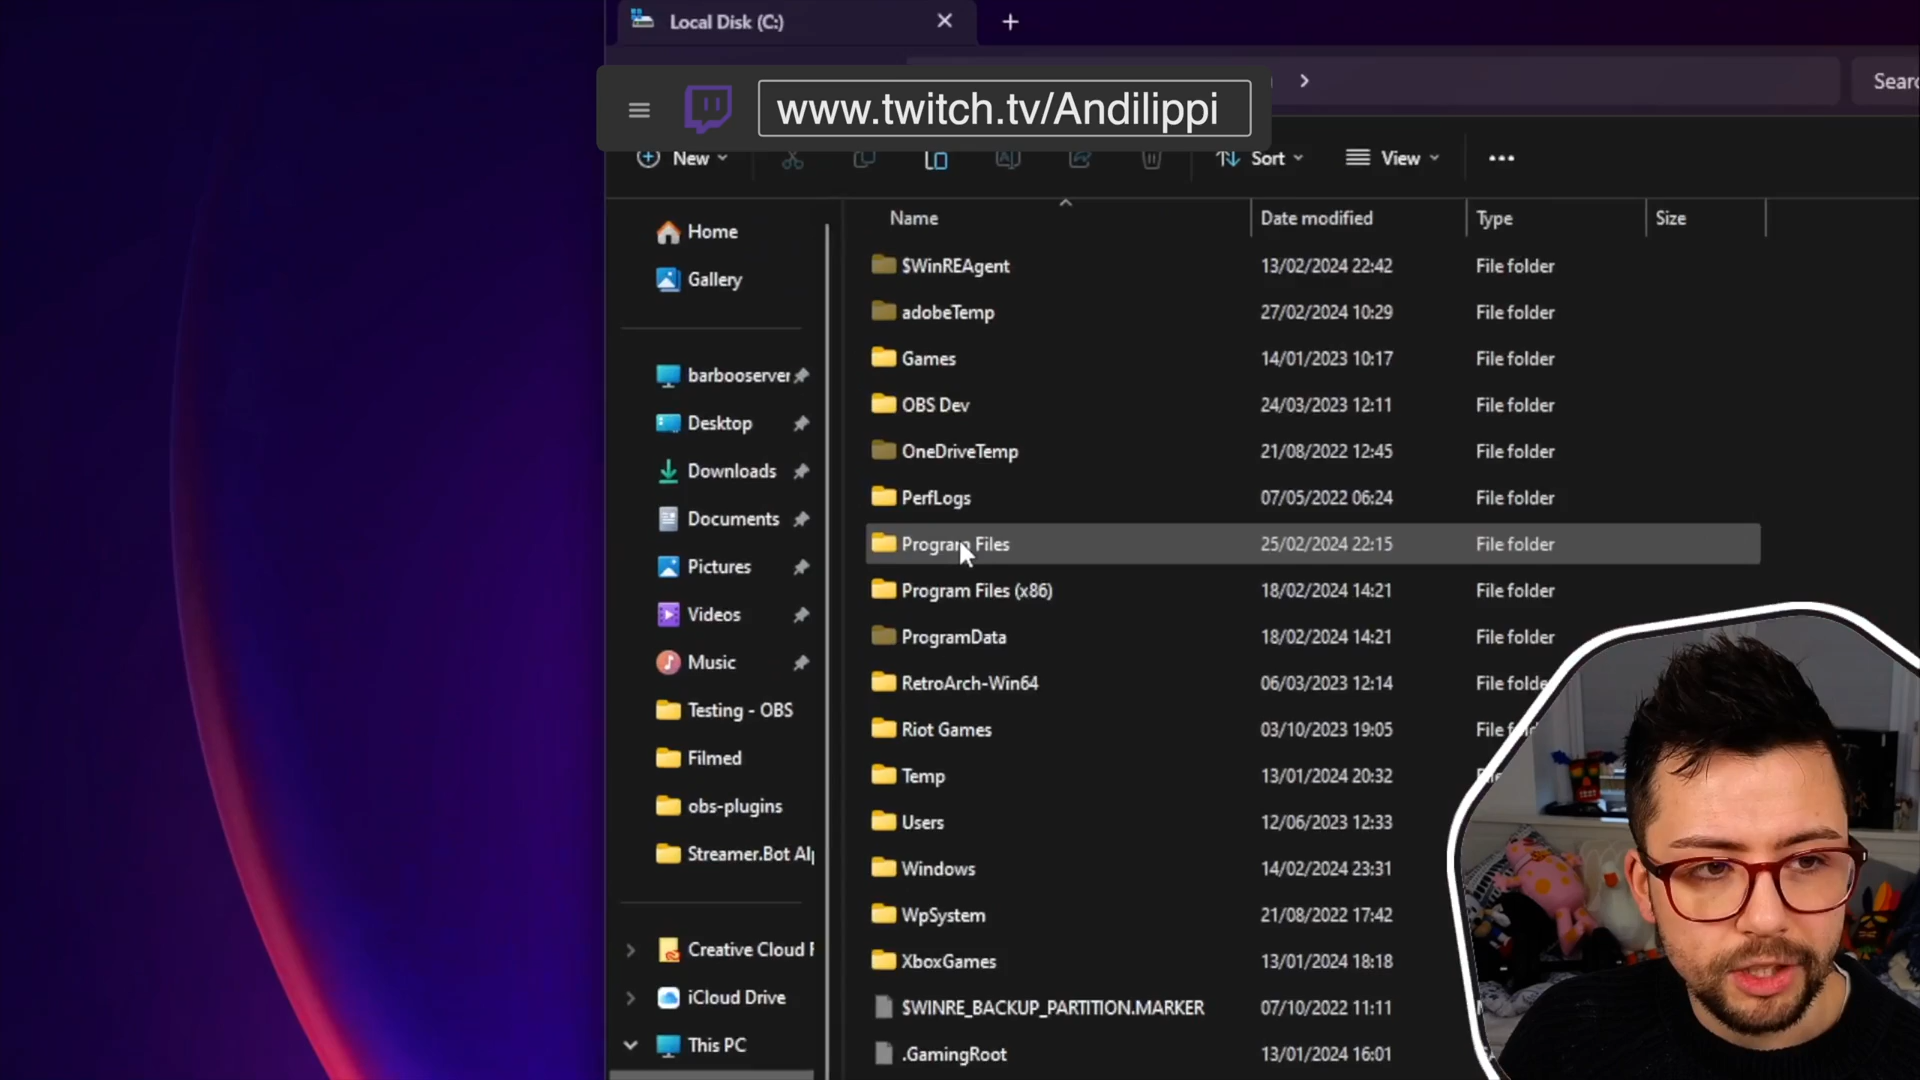 Local Disk (C:)
www.twitch.tv/Andilippi
New
Sort
View
Name
Date modified
Type
Size
Home
Gallery
barbooserver
Desktop
Downloads
Documents
Pictures
Videos
Music
Testing - OBS
Filmed
obs-plugins
Streamer.Bot
Creative Cloud
iCloud Drive
This PC
$WinREAgent 13/02/2024 22:42 File folder
adobeTemp 27/02/2024 10:29 File folder
Games 14/01/2023 10:17 File folder
OBS Dev 24/03/2023 12:11 File folder
OneDriveTemp 21/08/2022 12:45 File folder
PerfLogs 07/05/2022 06:24 File folder
Program Files 25/02/2024 22:15 File folder
Program Files (x86) 18/02/2024 14:21 File folder
ProgramData 18/02/2024 14:21 File folder
RetroArch-Win64 06/03/2023 12:14 File
Riot Games 03/10/2023 19:05 File
Temp 13/01/2024 20:32
Users 12/06/2023 12:33
Windows 14/02/2024 23:31
WpSystem 21/08/2022 17:42
XboxGames 13/01/2024 18:18
$WINRE_BACKUP_PARTITION.MARKER 07/10/2022 11:11
.GamingRoot 13/01/2024 16:01